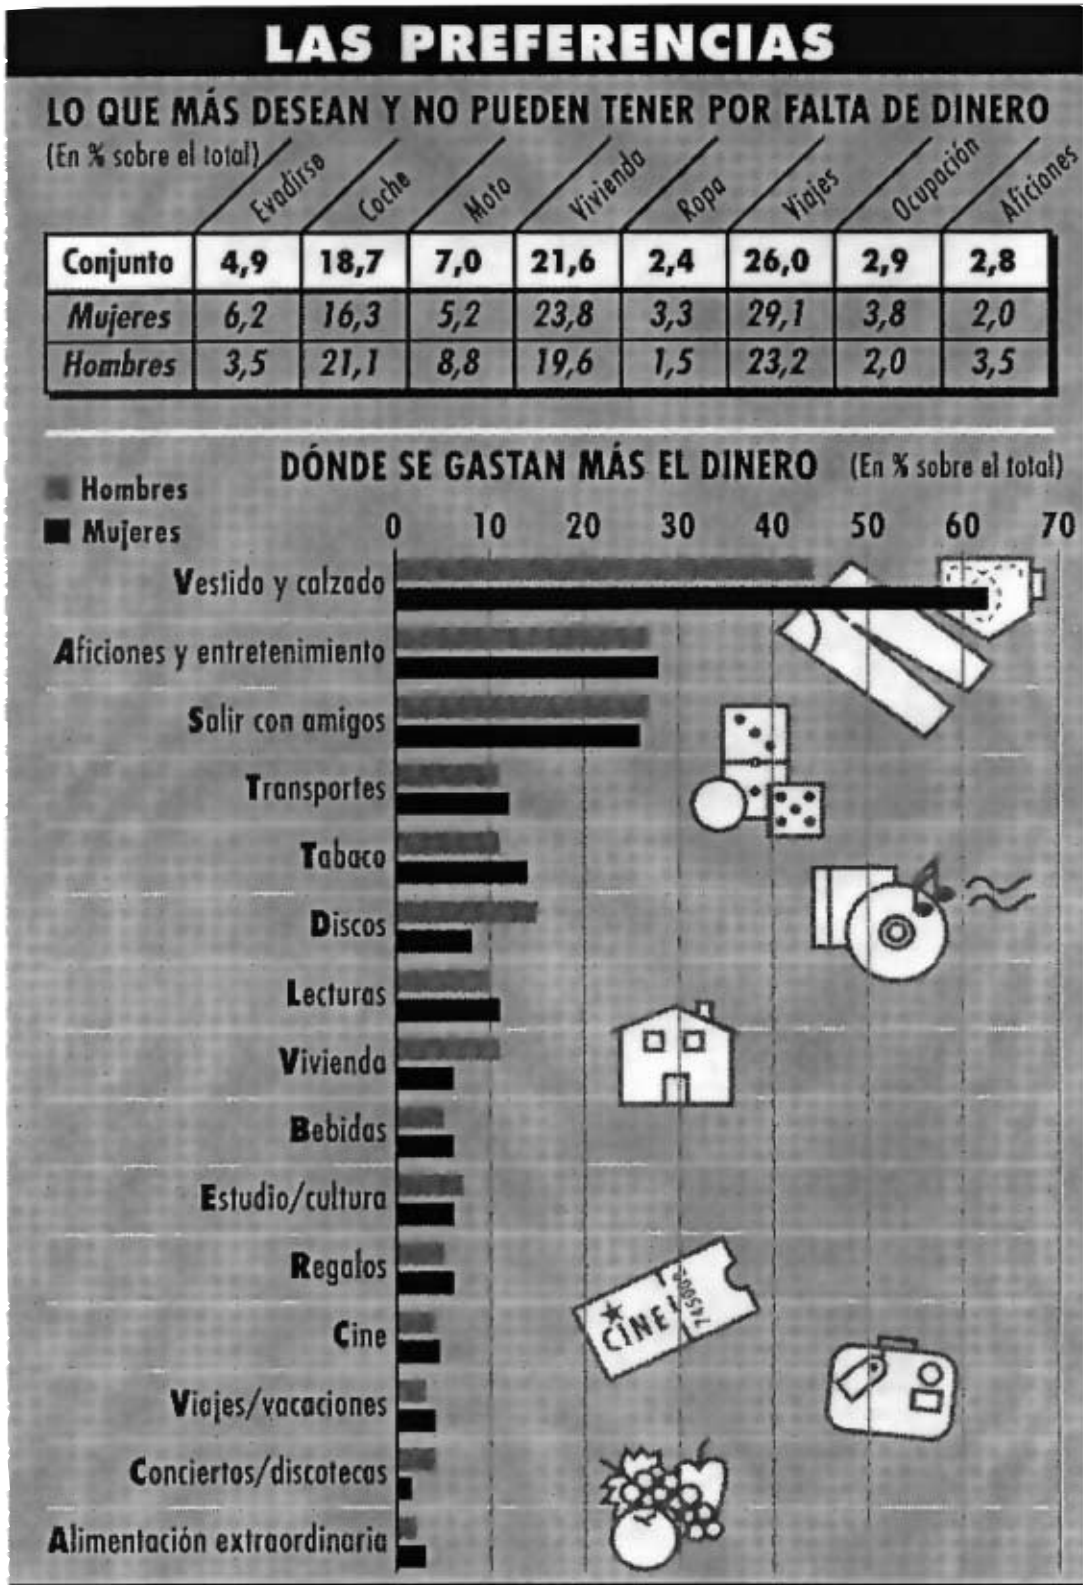 LAS PREFERENCIAS
LO QUE MÁS DESEAN Y NO PUEDEN TENER POR FALTA DE DINERO
(En % sobre el total)
Evadirse Coche Moto Vivienda Ropa Viajes Ocupación Aficiones
Conjunto 4,9 18,7 7,0 21,6 2,4 26,0 2,9 2,8
Mujeres 6,2 16,3 5,2 23,8 3,3 29,1 3,8 2,0
Hombres 3,5 21,1 8,8 19,6 1,5 23,2 2,0 3,5
DÓNDE SE GASTAN MÁS EL DINERO (En % sobre el total)
Hombres
Mujeres
0 10 20 30 40 50 60 70
Vestido y calzado
Aficiones y entretenimiento
Salir con amigos
Transportes
Tabaco
Discos
Lecturas
Vivienda
Bebidas
Estudio/cultura
Regalos
Cine
CINE
Viajes/vacaciones
Conciertos/discotecas
Alimentación extraordinaria